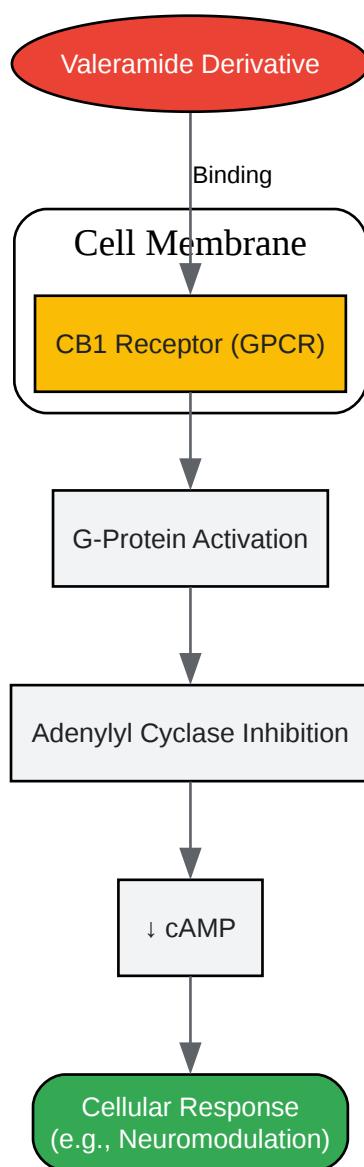 Valeramide Derivative
Binding
Cell Membrane
CB1 Receptor (GPCR)
G-Protein Activation
Adenylyl Cyclase Inhibition
↓ cAMP
Cellular Response
(e.g., Neuromodulation)